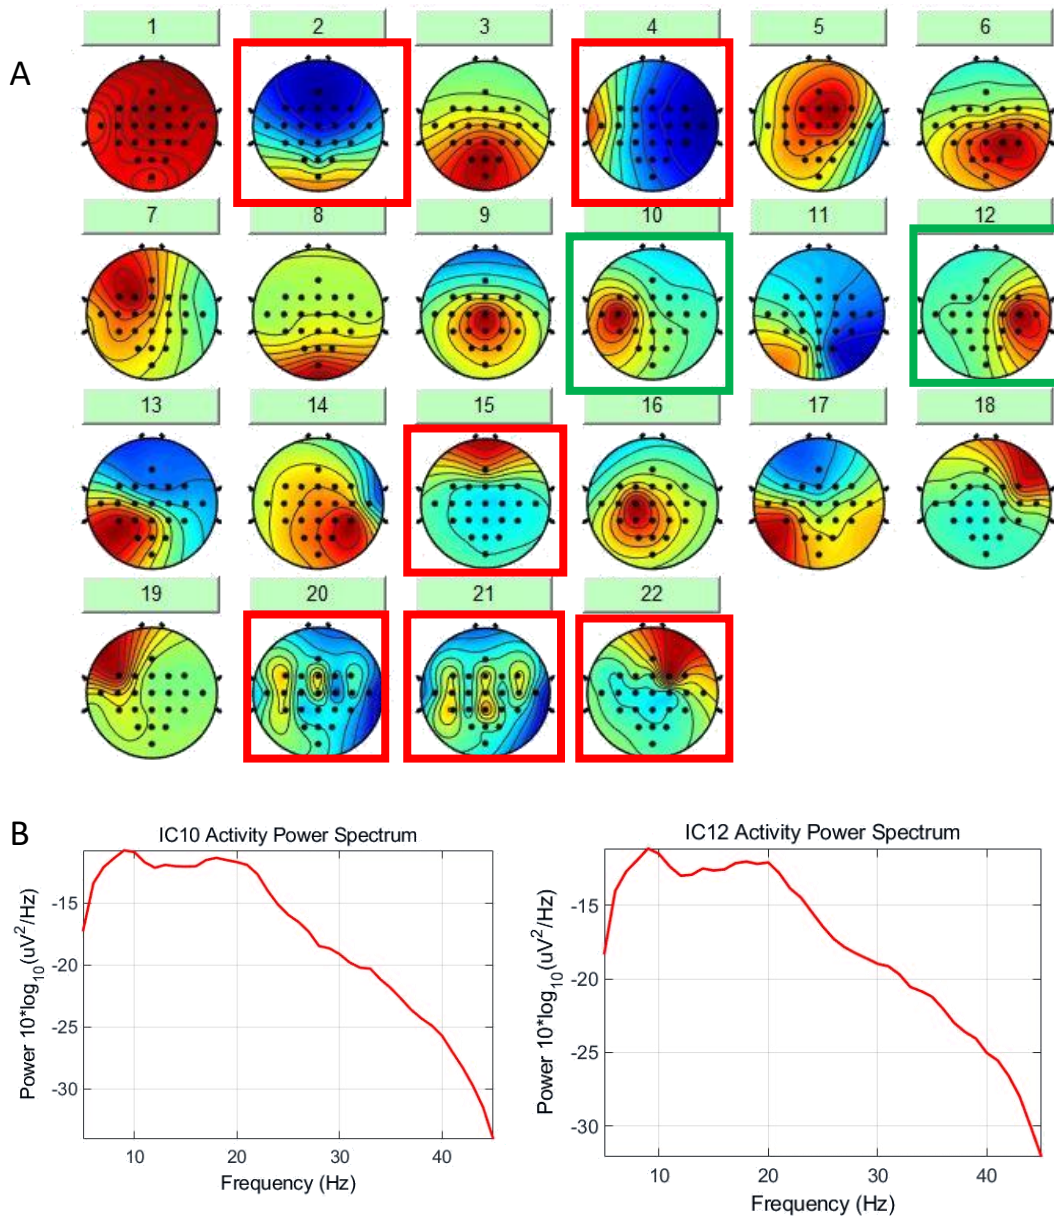 A
1 2 3 4 5 6
7 8 9 10 11 12
13 14 15 16 17 18
19 20 21 22
B
IC10 Activity Power Spectrum
Power 10*log10(uV2/Hz)
-15
-20
-25
-30
10 20 30 40
Frequency (Hz)
IC12 Activity Power Spectrum
Power 10*log10(uV2/Hz)
-15
-20
-25
-30
10 20 30 40
Frequency (Hz)